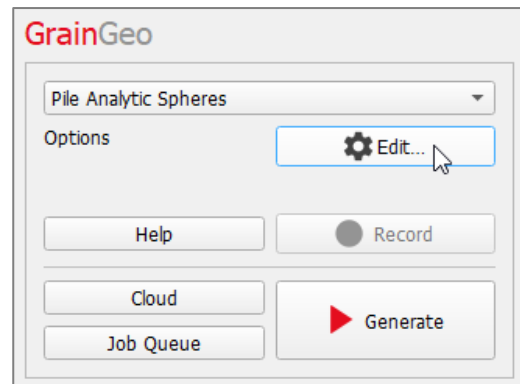 GrainGeo
Pile Analytic Spheres
Options
Edit...
Help
Record
Cloud
Generate
Job Queue